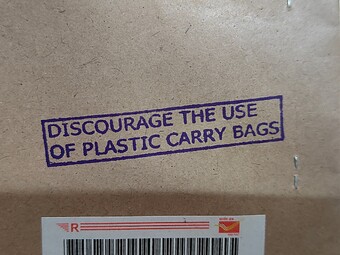 DISCOURAGE THE USE
OF PLASTIC CARRY BAGS
R